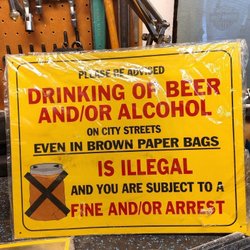 PLEASE BE ADVISED
DRINKING OF BEER
AND/OR ALCOHOL
ON CITY STREETS
EVEN IN BROWN PAPER BAGS
IS ILLEGAL
AND YOU ARE SUBJECT TO A
FINE AND/OR ARREST